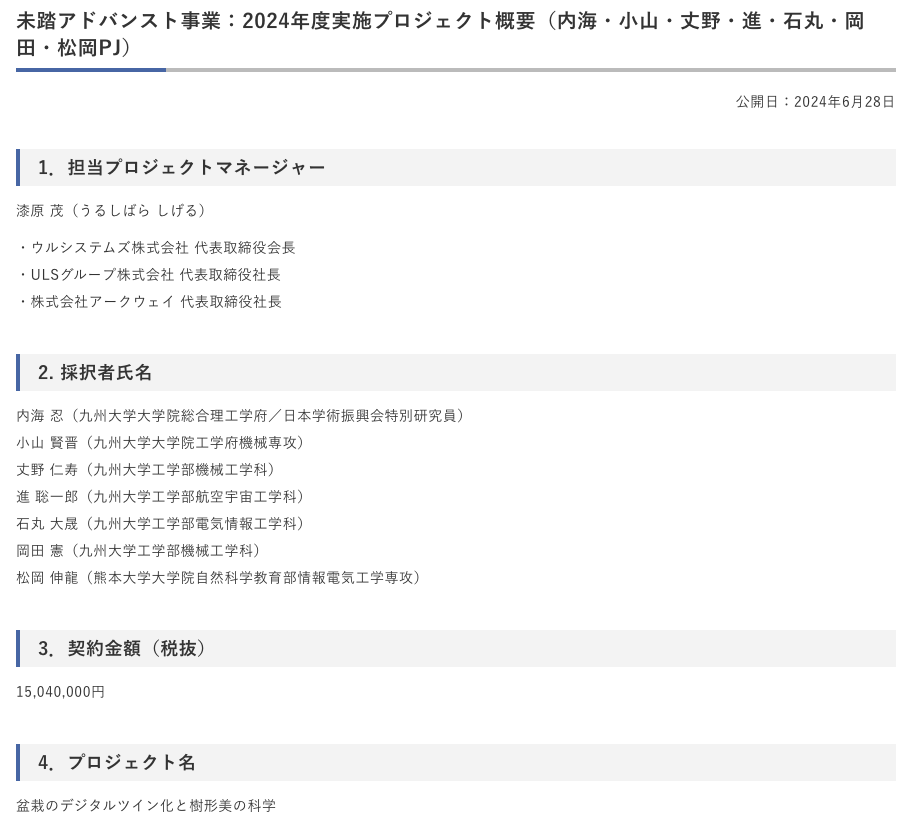 未踏アドバンスト事業：2024年度実施プロジェクト概要（内海・小山・丈野・進・石丸・岡
田・松岡PJ）
公開日：2024年6月28日
1．担当プロジェクトマネージャー
漆原 茂（うるしばら しげる）
・ウルシステムズ株式会社 代表取締役会長
・ULSグループ株式会社 代表取締役社長
・株式会社アークウェイ 代表取締役社長
2. 採択者氏名
内海 忍（九州大学大学院総合理工学府／日本学術振興会特別研究員）
小山 賢晋（九州大学大学院工学府機械専攻）
丈野 仁寿（九州大学工学部機械工学科）
進 聡一郎（九州大学工学部航空宇宙工学科）
石丸 大晟（九州大学工学部電気情報工学科）
岡田 憲（九州大学工学部機械工学科）
松岡 伸龍（熊本大学大学院自然科学教育部情報電気工学専攻）
3．契約金額（税抜）
15,040,000円
4．プロジェクト名
盆栽のデジタルツイン化と樹形美の科学